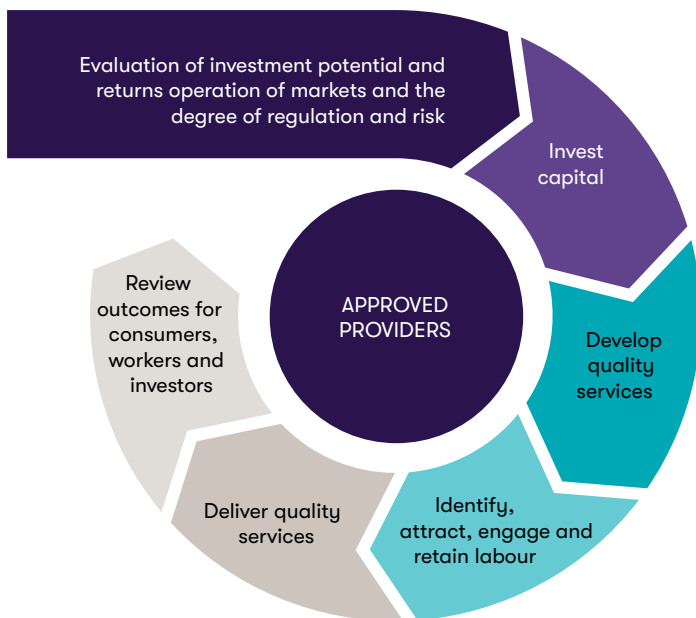 Evaluation of investment potential and
returns operation of markets and the
degree of regulation and risk
Invest
capital
Develop
quality
services
Identify,
attract, engage and
retain labour
Deliver quality
services
Review
outcomes for
consumers,
workers and
investors
APPROVED
PROVIDERS